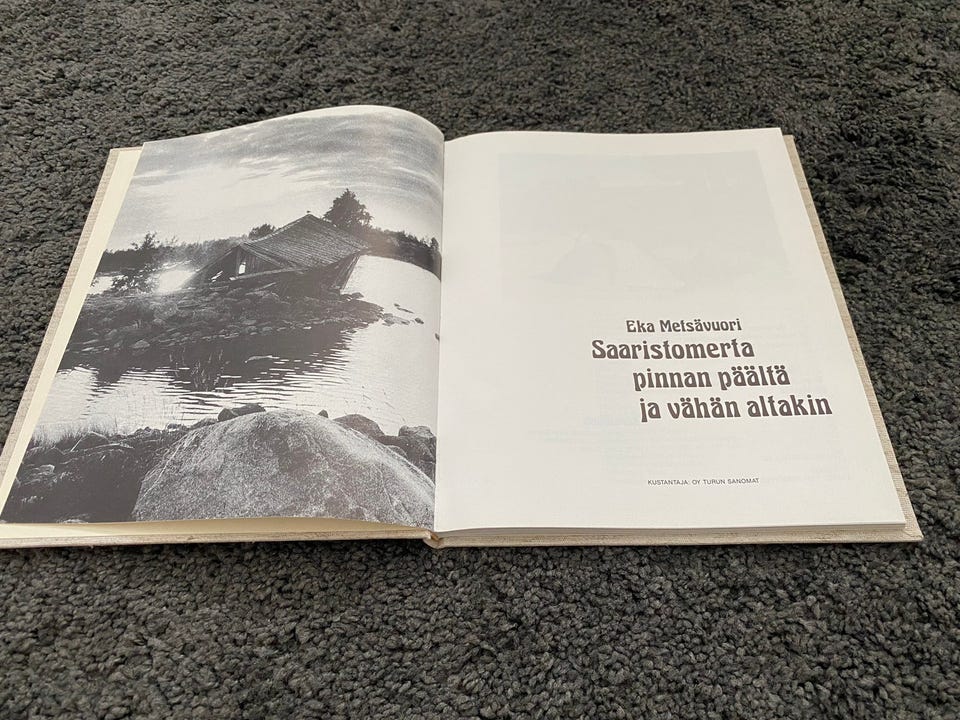 Eka Metsävuori
Saaristomerta
pinnan päältä
ja vähän altakin
KUSTANTAJA: OY TURUN SANOMAT